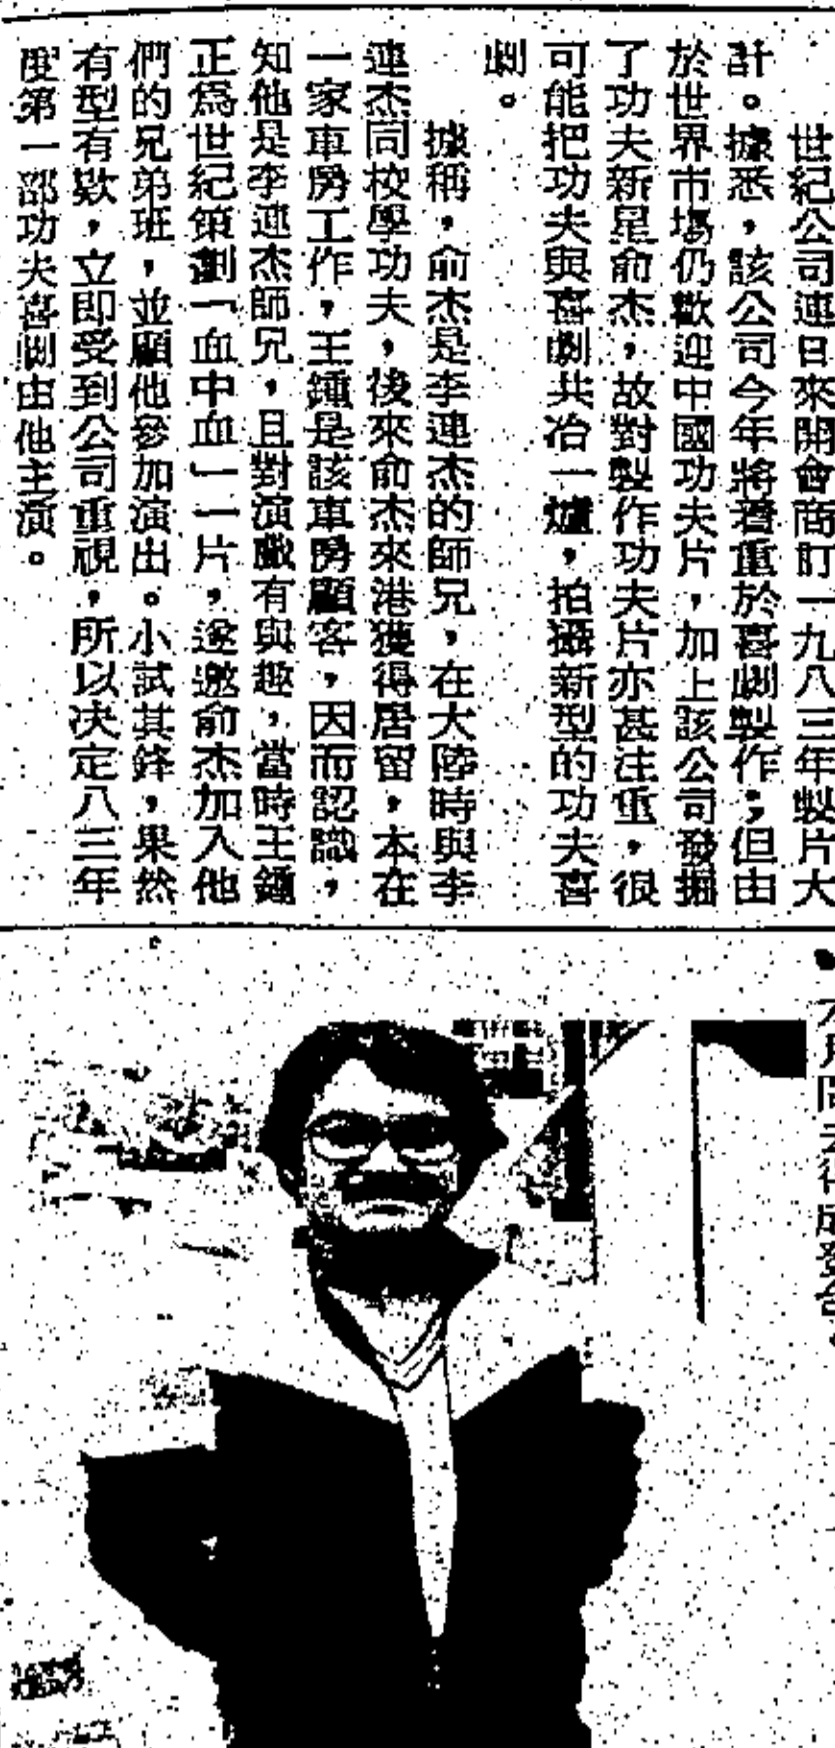 世紀公司連日來開會商訂一九八三年製片大
計。據悉，該公司今年將着重於喜劇製作；但由
於世界市場仍歡迎中國功夫片，加上該公司發掘
了功夫新星俞杰，故對製作功夫片亦甚注重，很
可能把功夫與喜劇共冶一爐，拍攝新型的功夫喜
劇。
據稱，俞杰是李連杰的師兄，在大陸時與李
連杰同校學功夫，後來俞杰來港獲得居留，本在
一家車房工作，王鍾是該車房顧客，因而認識，
知他是李連杰師兄，且對演戲有興趣，當時王鍾
正為世紀策劃「血中血」一片，遂邀俞杰加入他
們的兄弟班，並願他參加演出。小試其鋒，果然
有型有欵，立即受到公司重視，所以决定八三年
度第一部功夫喜劇由他主演。